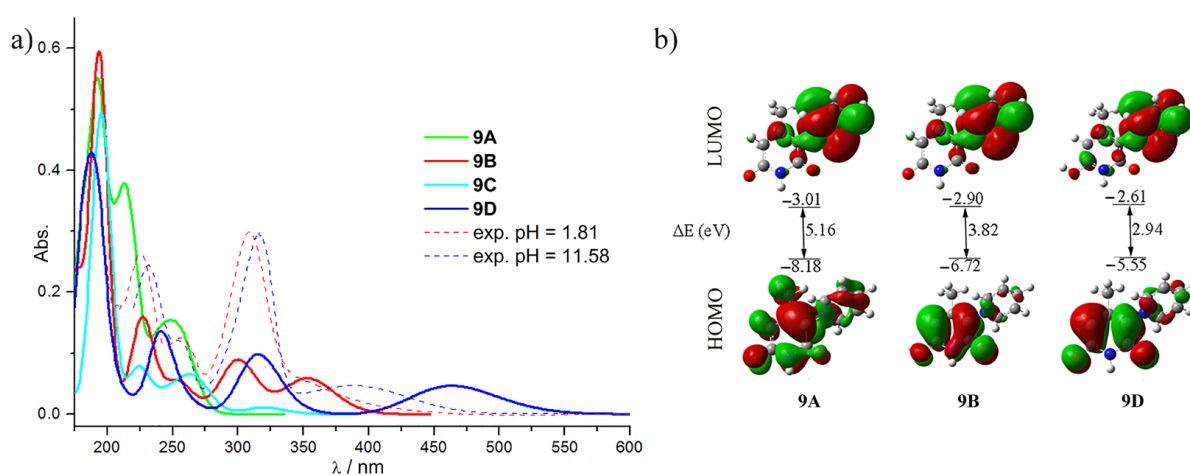 a)
0.6
0.4
0.2
0.0
Abs.
200
250
300
350
400
450
500
550
600
λ / nm
9A
9B
9C
9D
exp. pH = 1.81
exp. pH = 11.58
b)
LUMO
−3.01
−2.90
−2.61
ΔE (eV)
5.16
3.82
2.94
−8.18
−6.72
−5.55
HOMO
9A
9B
9D